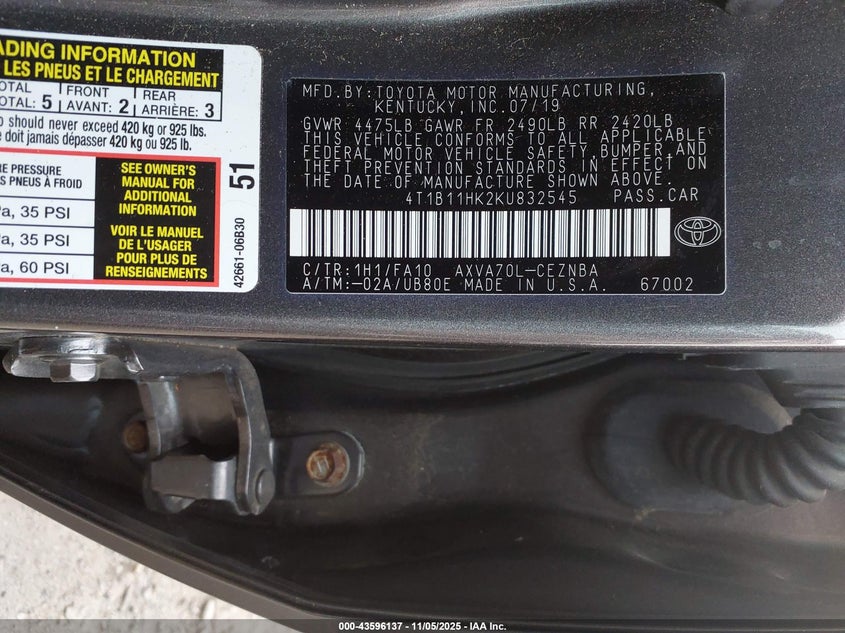 ADING INFORMATION
LES PNEUS ET LE CHARGEMENT
OTAL FRONT REAR
OTAL: 5 AVANT: 2 ARRIÈRE: 3
o should never exceed 420 kg or 925 lbs.
e doit jamais dépasser 420 kg ou 925 lb.
RE PRESSURE
S PNEUS À FROID
a, 35 PSI
a, 35 PSI
a, 60 PSI
SEE OWNER'S
MANUAL FOR
ADDITIONAL
INFORMATION
VOIR LE MANUEL
DE L'USAGER
POUR PLUS DE
RENSEIGNEMENTS
51
42661-06B30
MFD.BY:TOYOTA MOTOR MANUFACTURING,
KENTUCKY, INC.07/19
GVWR 4475LB GAWR FR 2490LB RR 2420LB
THIS VEHICLE CONFORMS TO ALL APPLICABLE
FEDERAL MOTOR VEHICLE SAFETY, BUMPER, AND
THEFT PREVENTION STANDARDS IN EFFECT ON
THE DATE OF MANUFACTURE SHOWN ABOVE.
4T1B11HK2KU832545 PASS.CAR
C/TR:1H1/FA10 AXVA70L-CEZNBA
A/TM:-02A/UB80E MADE IN U.S.A. 67002
000-43596137 - 11/05/2025 - IAA Inc.